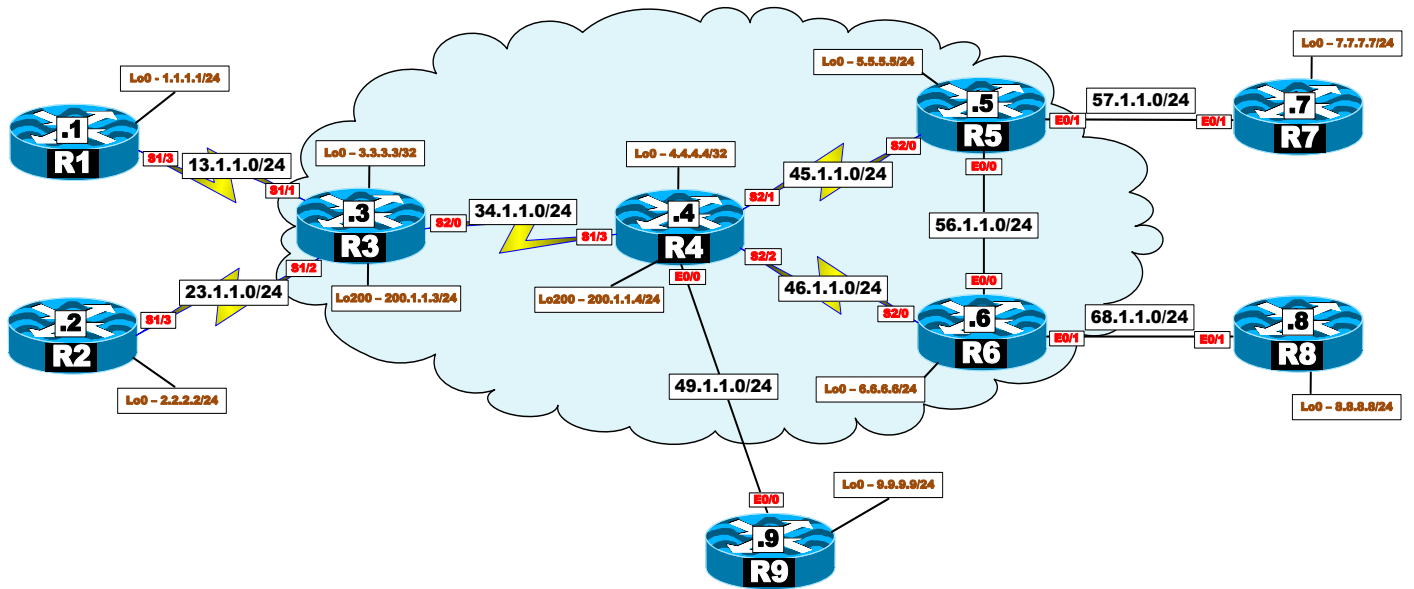 Lo0 - 1.1.1.1/24
.1
R1
S1/3
13.1.1.0/24
S1/1
Lo0 – 3.3.3.3/32
.3
R3
S2/0
S1/2
34.1.1.0/24
S1/3
Lo200 – 200.1.1.3/24
23.1.1.0/24
S1/3
.2
R2
Lo0 – 2.2.2.2/24
Lo0 – 4.4.4.4/32
.4
R4
S2/1
S2/2
E0/0
Lo200 – 200.1.1.4/24
45.1.1.0/24
46.1.1.0/24
Lo0 – 5.5.5.5/24
.5
R5
S2/0
E0/1
E0/0
57.1.1.0/24
E0/1
Lo0 – 7.7.7.7/24
.7
R7
56.1.1.0/24
E0/0
S2/0
.6
R6
E0/1
Lo0 – 6.6.6.6/24
68.1.1.0/24
E0/1
.8
R8
Lo0 – 8.8.8.8/24
49.1.1.0/24
E0/0
Lo0 – 9.9.9.9/24
.9
R9